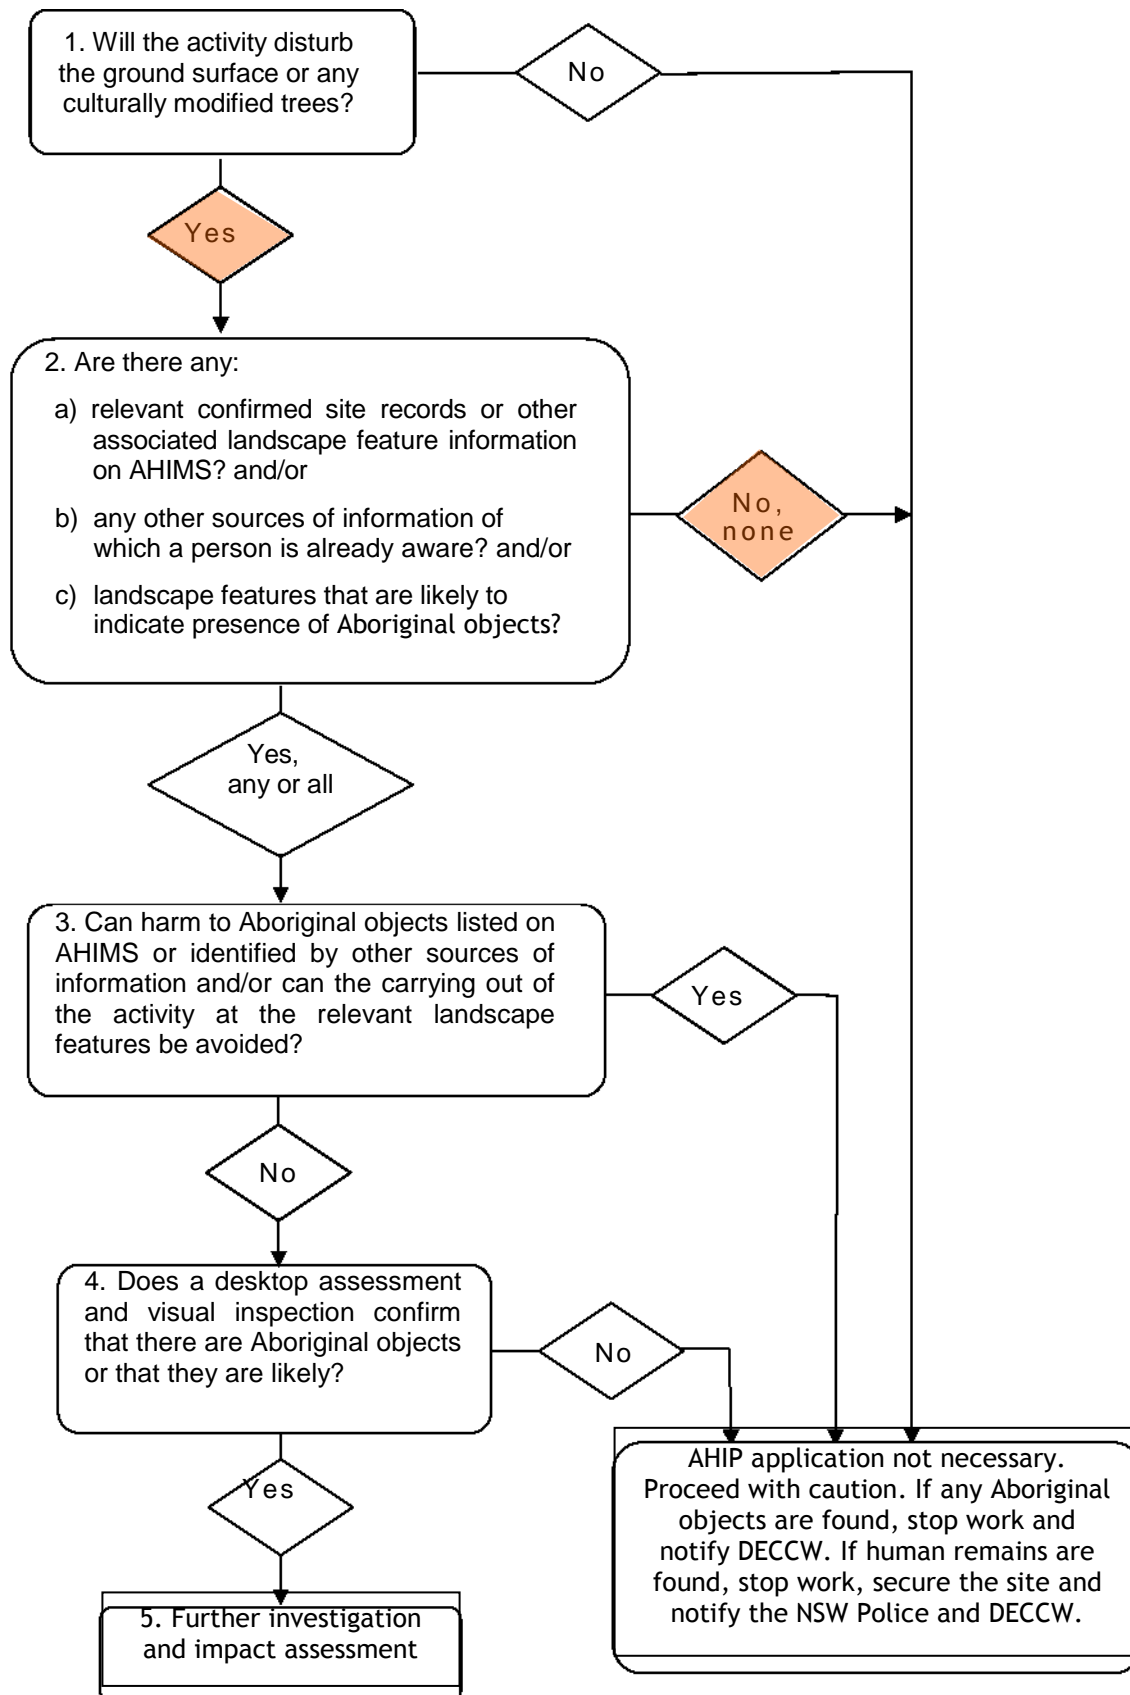 1. Will the activity disturb
the ground surface or any
culturally modified trees?
No
Yes
2. Are there any:
a) relevant confirmed site records or other
associated landscape feature information
on AHIMS? and/or
b) any other sources of information of
which a person is already aware? and/or
c) landscape features that are likely to
indicate presence of Aboriginal objects?
No,
none
Yes,
any or all
3. Can harm to Aboriginal objects listed on
AHIMS or identified by other sources of
information and/or can the carrying out of
the activity at the relevant landscape
features be avoided?
Yes
No
4. Does a desktop assessment
and visual inspection confirm
that there are Aboriginal objects
or that they are likely?
No
Yes
AHIP application not necessary.
Proceed with caution. If any Aboriginal
objects are found, stop work and
notify DECCW. If human remains are
found, stop work, secure the site and
notify the NSW Police and DECCW.
5. Further investigation
and impact assessment